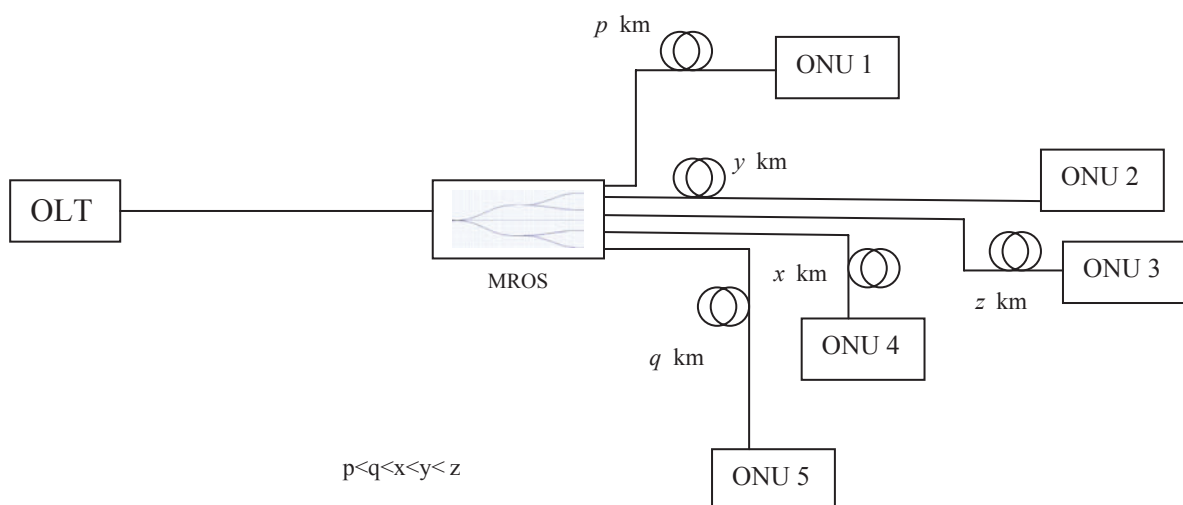 p km
ONU 1
y km
ONU 2
OLT
MROS
x km
z km
ONU 3
ONU 4
q km
p<q<x<y< z
ONU 5